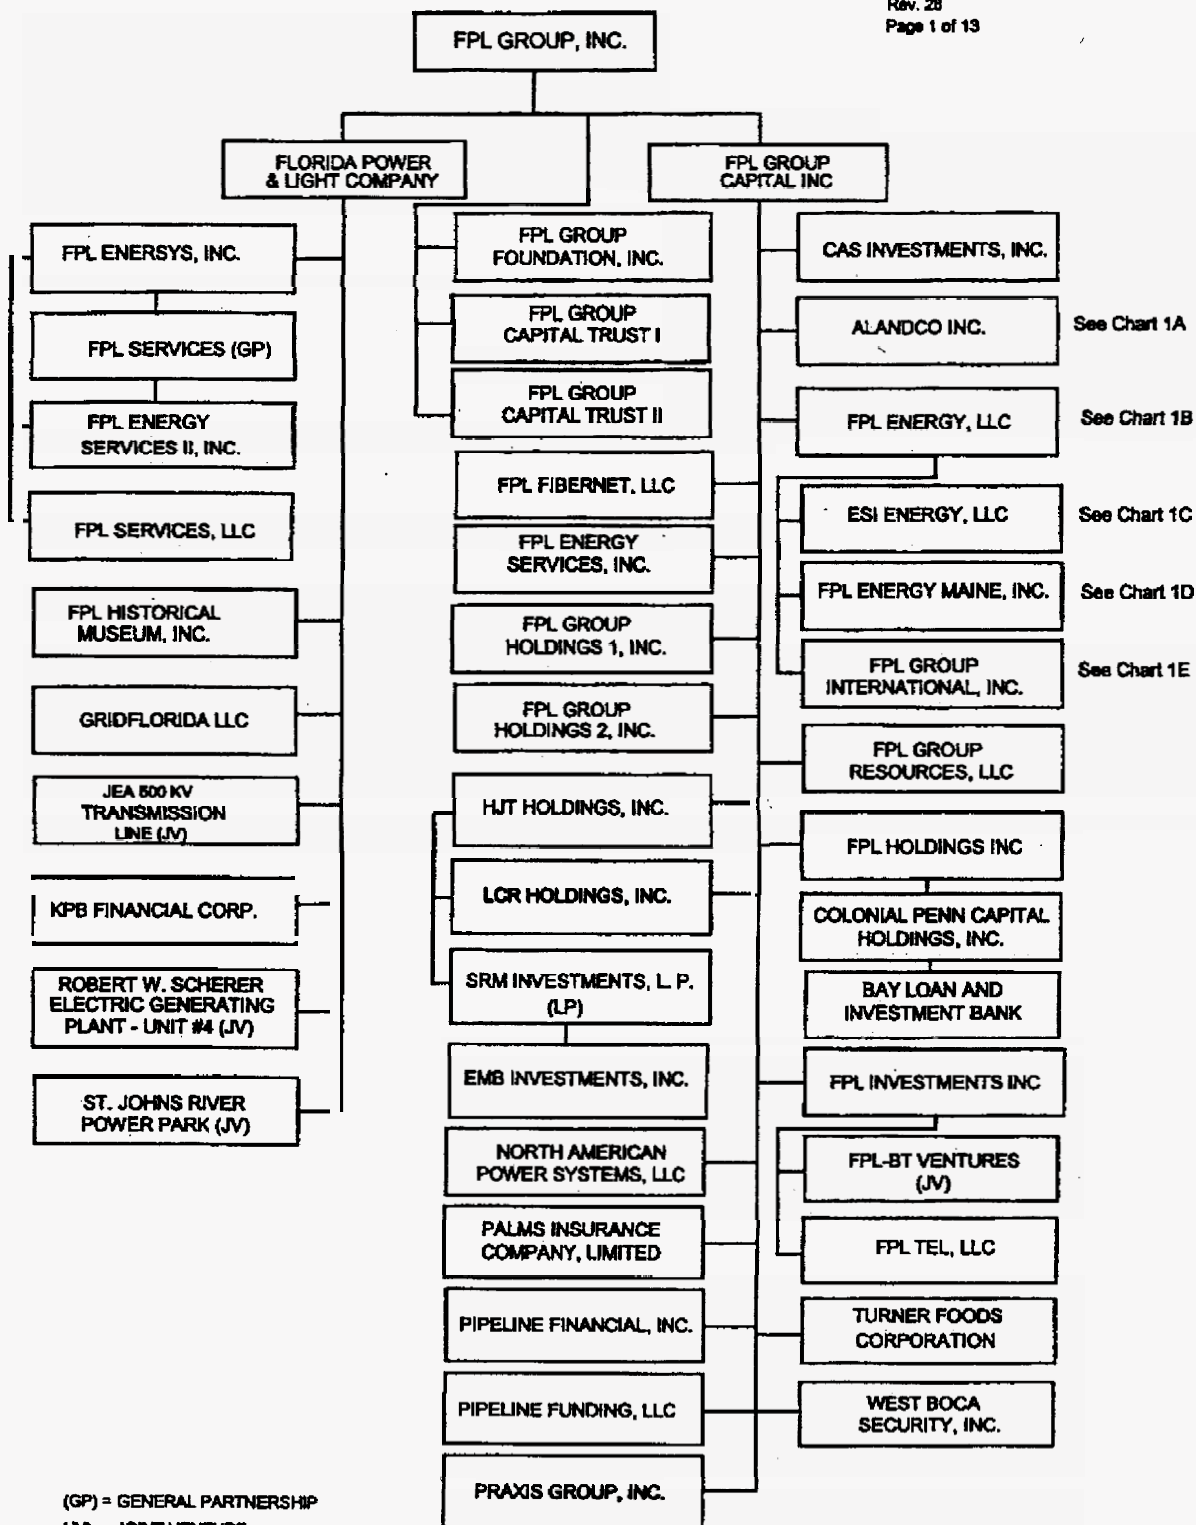 Rev. 28
Page 1 of 13
FPL GROUP, INC.
FLORIDA POWER
& LIGHT COMPANY
FPL GROUP
CAPITAL INC
FPL ENERSYS, INC.
FPL SERVICES (GP)
FPL ENERGY
SERVICES II, INC.
FPL SERVICES, LLC
FPL HISTORICAL
MUSEUM, INC.
GRIDFLORIDA LLC
JEA 500 KV
TRANSMISSION
LINE (JV)
KPB FINANCIAL CORP.
ROBERT W. SCHERER
ELECTRIC GENERATING
PLANT - UNIT #4 (JV)
ST. JOHNS RIVER
POWER PARK (JV)
FPL GROUP
FOUNDATION, INC.
FPL GROUP
CAPITAL TRUST I
FPL GROUP
CAPITAL TRUST II
FPL FIBERNET, LLC
FPL ENERGY
SERVICES, INC.
FPL GROUP
HOLDINGS 1, INC.
FPL GROUP
HOLDINGS 2, INC.
HJT HOLDINGS, INC.
LCR HOLDINGS, INC.
SRM INVESTMENTS, L. P.
(LP)
EMB INVESTMENTS, INC.
NORTH AMERICAN
POWER SYSTEMS, LLC
PALMS INSURANCE
COMPANY, LIMITED
PIPELINE FINANCIAL, INC.
PIPELINE FUNDING, LLC
PRAXIS GROUP, INC.
CAS INVESTMENTS, INC.
ALANDCO INC.
See Chart 1A
FPL ENERGY, LLC
See Chart 1B
ESI ENERGY, LLC
See Chart 1C
FPL ENERGY MAINE, INC.
See Chart 1D
FPL GROUP
INTERNATIONAL, INC.
See Chart 1E
FPL GROUP
RESOURCES, LLC
FPL HOLDINGS INC
COLONIAL PENN CAPITAL
HOLDINGS, INC.
BAY LOAN AND
INVESTMENT BANK
FPL INVESTMENTS INC
FPL-BT VENTURES
(JV)
FPL TEL, LLC
TURNER FOODS
CORPORATION
WEST BOCA
SECURITY, INC.
(GP) = GENERAL PARTNERSHIP